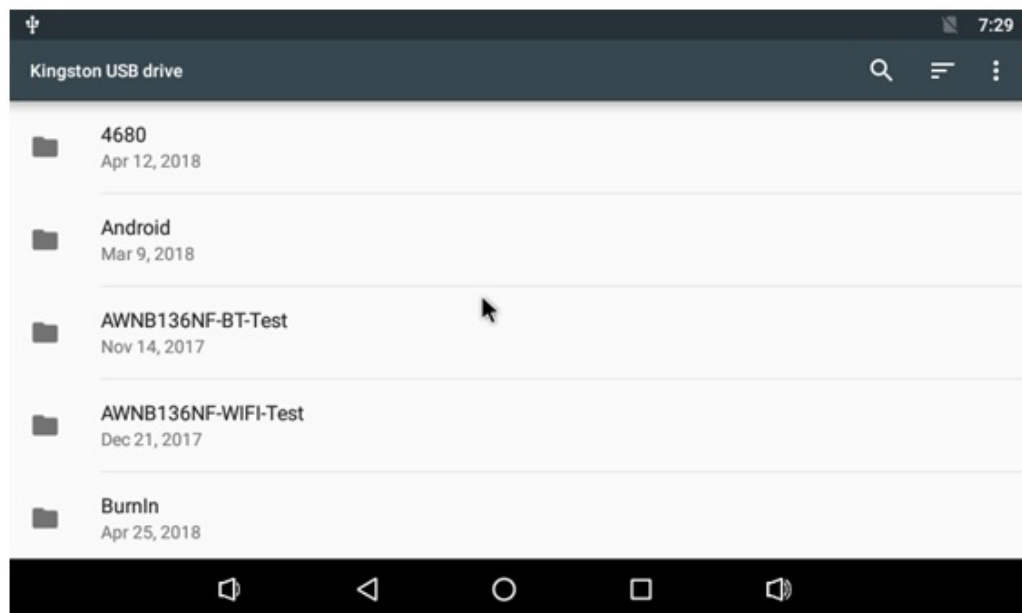 7:29
Kingston USB drive
4680
Apr 12, 2018
Android
Mar 9, 2018
AWNB136NF-BT-Test
Nov 14, 2017
AWNB136NF-WIFI-Test
Dec 21, 2017
BurnIn
Apr 25, 2018